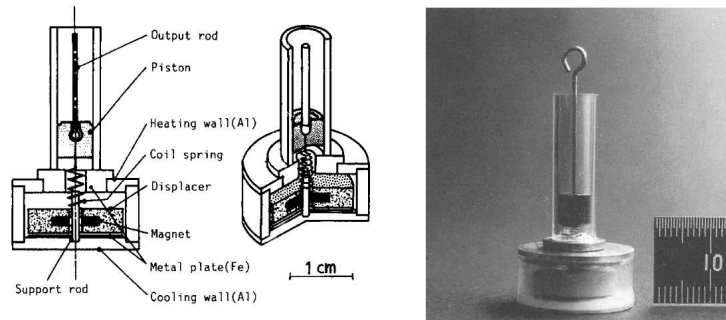 Output rod
Piston
Heating wall(Al)
Coil spring
Displacer
Magnet
Metal plate(Fe)
Support rod
Cooling wall(Al)
1 cm
10